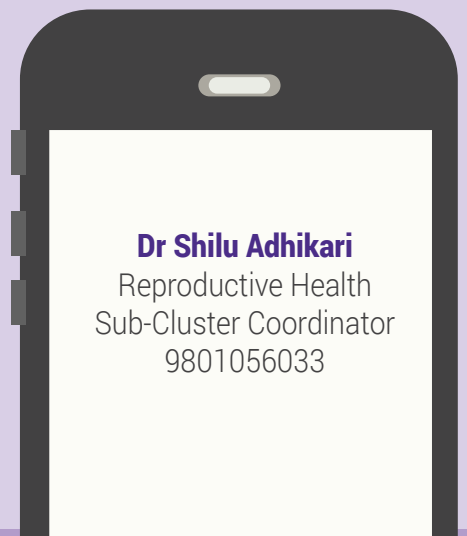 Dr Shilu Adhikari
Reproductive Health
Sub-Cluster Coordinator
9801056033